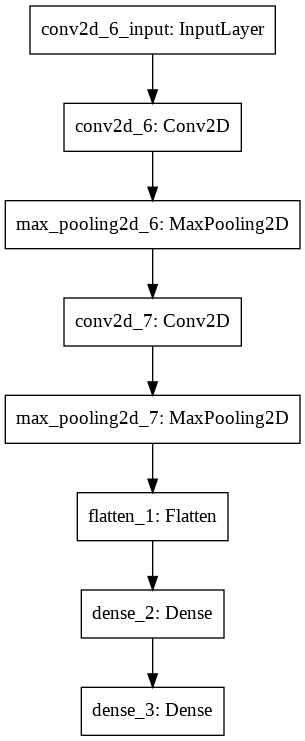 conv2d_6_input: InputLayer
conv2d_6: Conv2D
max_pooling2d_6: MaxPooling2D
conv2d_7: Conv2D
max_pooling2d_7: MaxPooling2D
flatten_1: Flatten
dense_2: Dense
dense_3: Dense